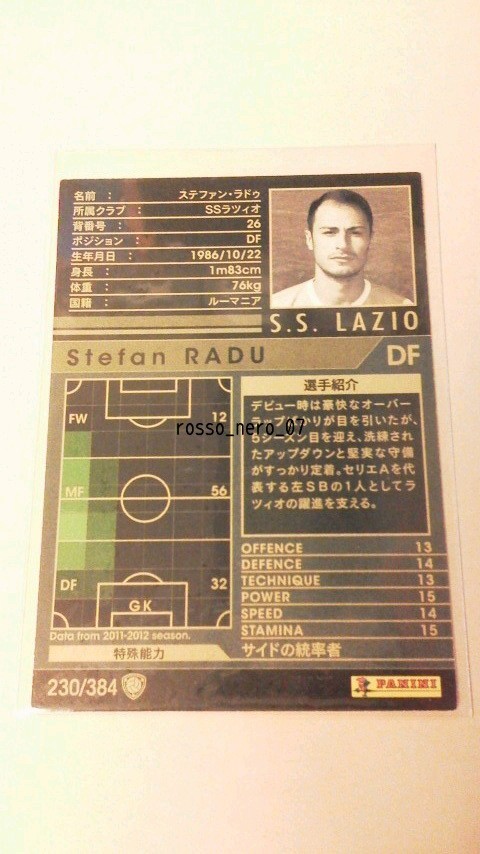 名前 : ステファン・ラドゥ
所属クラブ : SSラツィオ
背番号 : 26
ポジション : DF
生年月日 : 1986/10/22
身長 : 1m83cm
体重 : 76kg
国籍 : ルーマニア
S.S. LAZIO
Stefan RADU DF
FW 12
MF 56
DF 32
GK
Data from 2011-2012 season.
選手紹介
デビュー時は豪快なオーバー
ラップばかりが目を引いたが、
5シーズン目を迎え、洗練され
たアップダウンと堅実な守備
がすっかり定着。セリエAを代
表する左SBの1人としてラ
ツィオの躍進を支える。
rosso_nero_07
OFFENCE 13
DEFENCE 14
TECHNIQUE 13
POWER 15
SPEED 14
STAMINA 15
特殊能力 サイドの統率者
230/384
PANINI